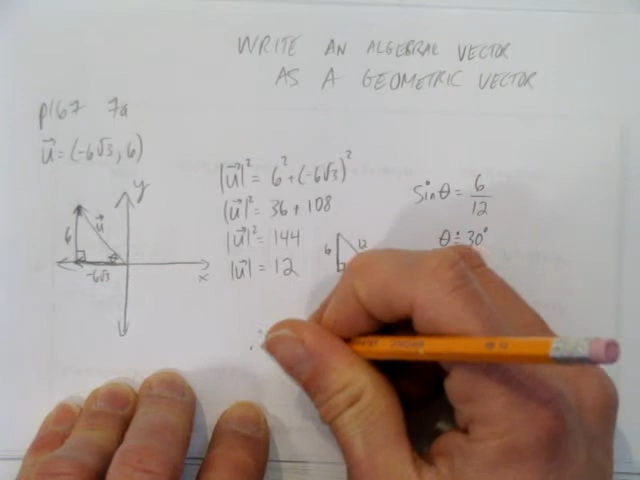 WRITE AN ALGEBRAIC VECTOR
AS A GEOMETRIC VECTOR
p167 7a
u⃗ = (-6√3, 6)
y
6
u⃗
θ
-6√3
x
|u⃗|² = 6² + (-6√3)²
|u⃗|² = 36 + 108
|u⃗|² = 144
|u⃗| = 12
6
12
Sin θ = 6/12
θ ≐ 30°